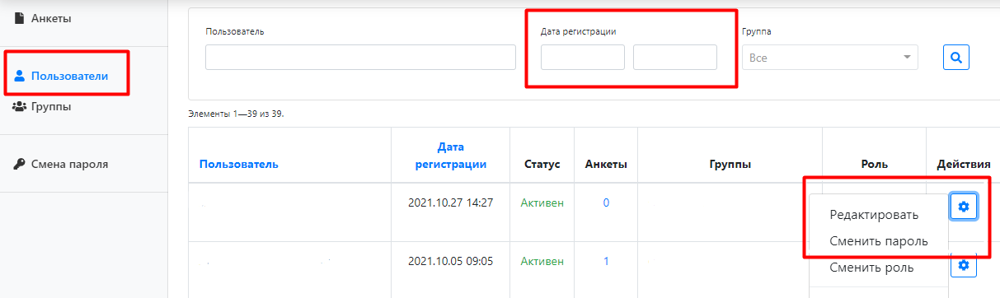 Анкеты
Пользователи
Группы
Смена пароля
Пользователь
Дата регистрации
Группа
Все
Элементы 1—39 из 39.
Пользователь
Дата
регистрации
Статус
Анкеты
Группы
Роль
Действия
2021.10.27 14:27
Активен
0
Редактировать
Сменить пароль
Сменить роль
2021.10.05 09:05
Активен
1